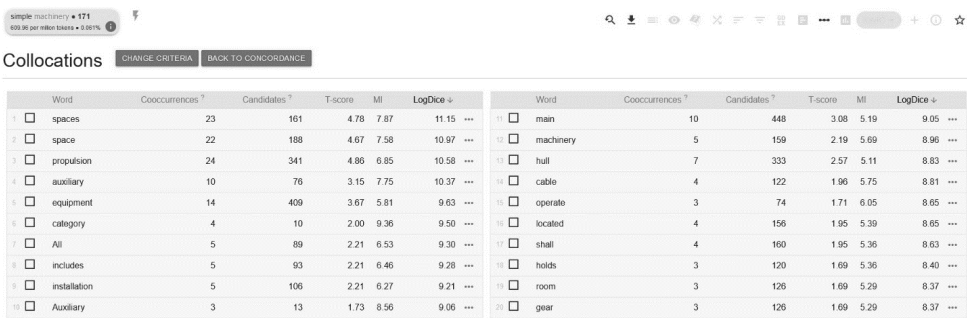 simple machinery • 171
609.96 per million tokens • 0.061%
Collocations CHANGE CRITERIA BACK TO CONCORDANCE
Word Cooccurrences ? Candidates ? T-score MI LogDice ↓
1 spaces 23 161 4.78 7.87 11.15 •••
2 space 22 188 4.67 7.58 10.97 •••
3 propulsion 24 341 4.86 6.85 10.58 •••
4 auxiliary 10 76 3.15 7.75 10.37 •••
5 equipment 14 409 3.67 5.81 9.63 •••
6 category 4 10 2.00 9.36 9.50 •••
7 All 5 89 2.21 6.53 9.30 •••
8 includes 5 93 2.21 6.46 9.28 •••
9 installation 5 106 2.21 6.27 9.21 •••
10 Auxiliary 3 13 1.73 8.56 9.06 •••
Word Cooccurrences ? Candidates ? T-score MI LogDice ↓
11 main 10 448 3.08 5.19 9.05 •••
12 machinery 5 159 2.19 5.69 8.96 •••
13 hull 7 333 2.57 5.11 8.83 •••
14 cable 4 122 1.96 5.75 8.81 •••
15 operate 3 74 1.71 6.05 8.65 •••
16 located 4 156 1.95 5.39 8.65 •••
17 shall 4 160 1.95 5.36 8.63 •••
18 holds 3 120 1.69 5.36 8.40 •••
19 room 3 126 1.69 5.29 8.37 •••
20 gear 3 126 1.69 5.29 8.37 •••